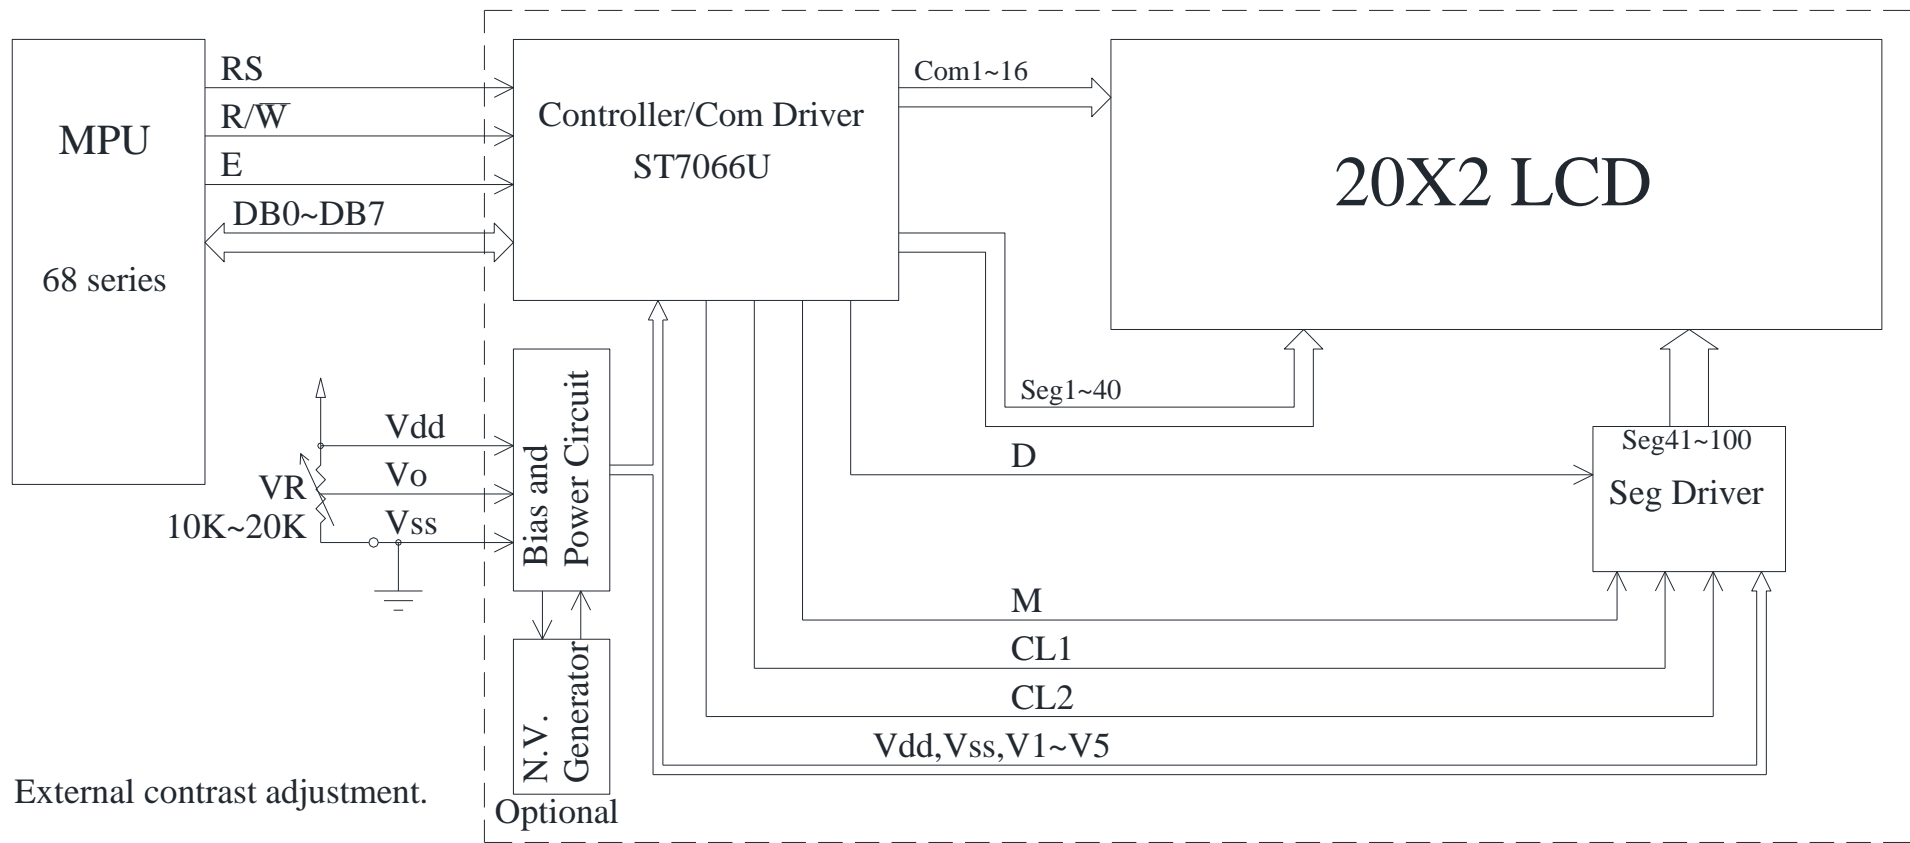 MPU
68 series
RS
R/W̅
E
DB0~DB7
Controller/Com Driver
ST7066U
Com1~16
20X2 LCD
Seg1~40
Seg41~100
Seg Driver
D
M
CL1
CL2
Vdd,Vss,V1~V5
Vdd
Vo
Vss
VR
10K~20K
Bias and
Power Circuit
N.V.
Generator
Optional
External contrast adjustment.